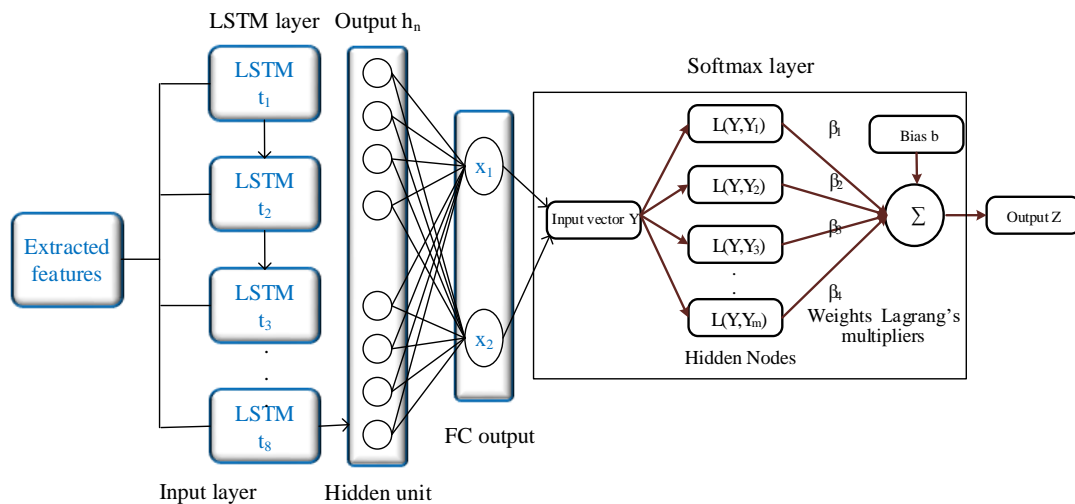 LSTM layer
Output hn
LSTM
t1
LSTM
t2
LSTM
t3
.
.
.
LSTM
t8
Extracted
features
Input layer
Hidden unit
x1
x2
FC output
Softmax layer
Input vector Y
L(Y,Y1)
L(Y,Y2)
L(Y,Y3)
.
.
L(Y,Ym)
Hidden Nodes
β1
β2
β3
β4
Weights Lagrang's
multipliers
Bias b
Σ
Output Z